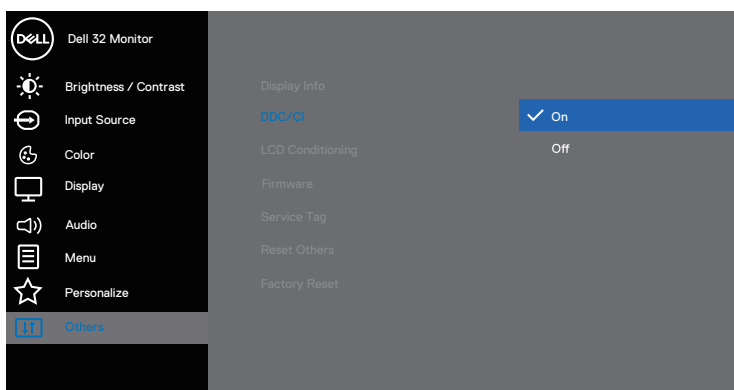 DELL
Dell 32 Monitor
Brightness / Contrast
Input Source
Color
Display
Audio
Menu
Personalize
Others
Display Info
DDC/CI
LCD Conditioning
Firmware
Service Tag
Reset Others
Factory Reset
On
Off